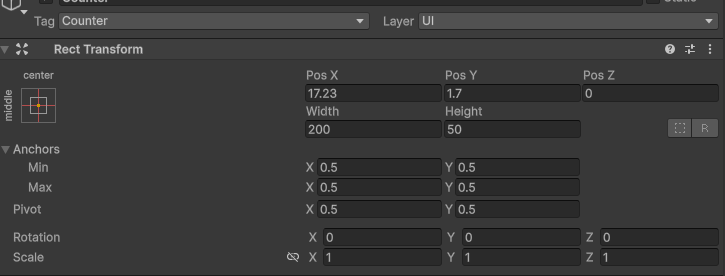 Tag Counter Layer UI
Rect Transform
center
middle
Pos X Pos Y Pos Z
17.23 1.7 0
Width Height
200 50
R
Anchors
Min X 0.5 Y 0.5
Max X 0.5 Y 0.5
Pivot X 0.5 Y 0.5
Rotation X 0 Y 0 Z 0
Scale X 1 Y 1 Z 1